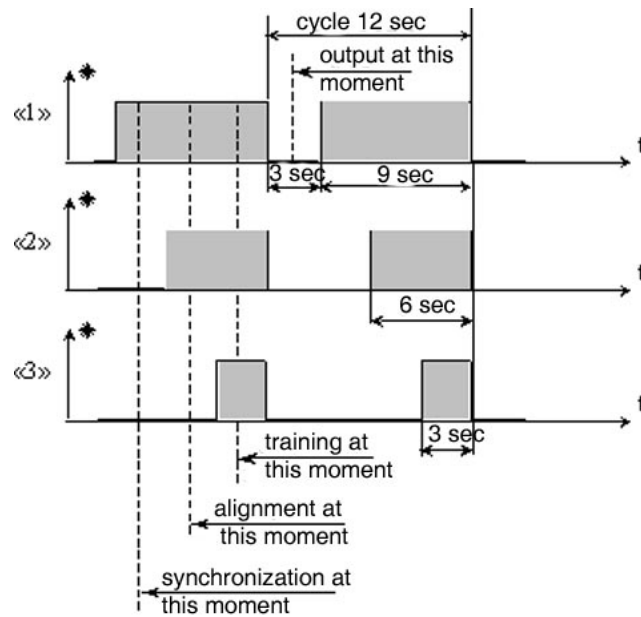 cycle 12 sec
output at this
moment
«1»
t
3 sec
9 sec
«2»
t
6 sec
«3»
t
3 sec
training at
this moment
alignment at
this moment
synchronization at
this moment